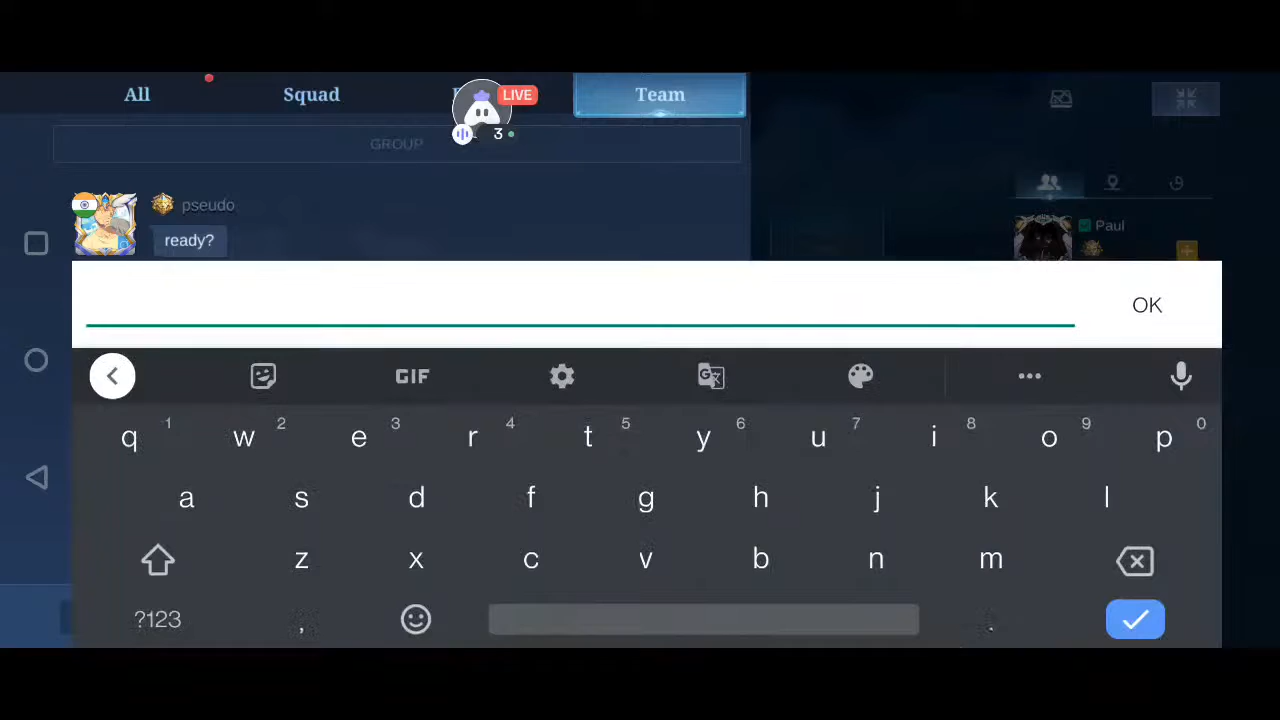 All
Squad
LIVE
Team
3
GROUP
pseudo
ready?
Paul
OK
GIF
q 1 w 2 e 3 r 4 t 5 y 6 u 7 i 8 o 9 p 0
a s d f g h j k l
z x c v b n m
?123 , .